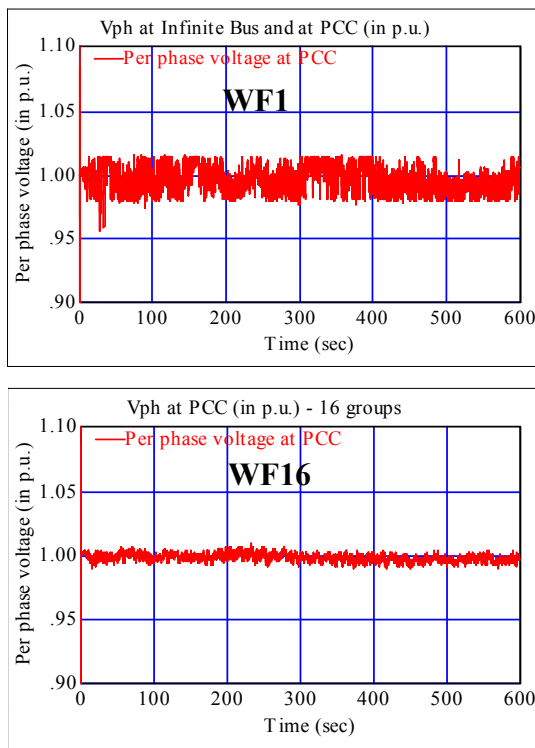 Vph at Infinite Bus and at PCC (in p.u.)
1.10
Per phase voltage at PCC
WF1
1.05
1.00
.95
.90
Per phase voltage (in p.u.)
0 100 200 300 400 500 600
Time (sec)
Vph at PCC (in p.u.) - 16 groups
1.10
Per phase voltage at PCC
WF16
1.05
1.00
.95
.90
Per phase voltage (in p.u.)
0 100 200 300 400 500 600
Time (sec)